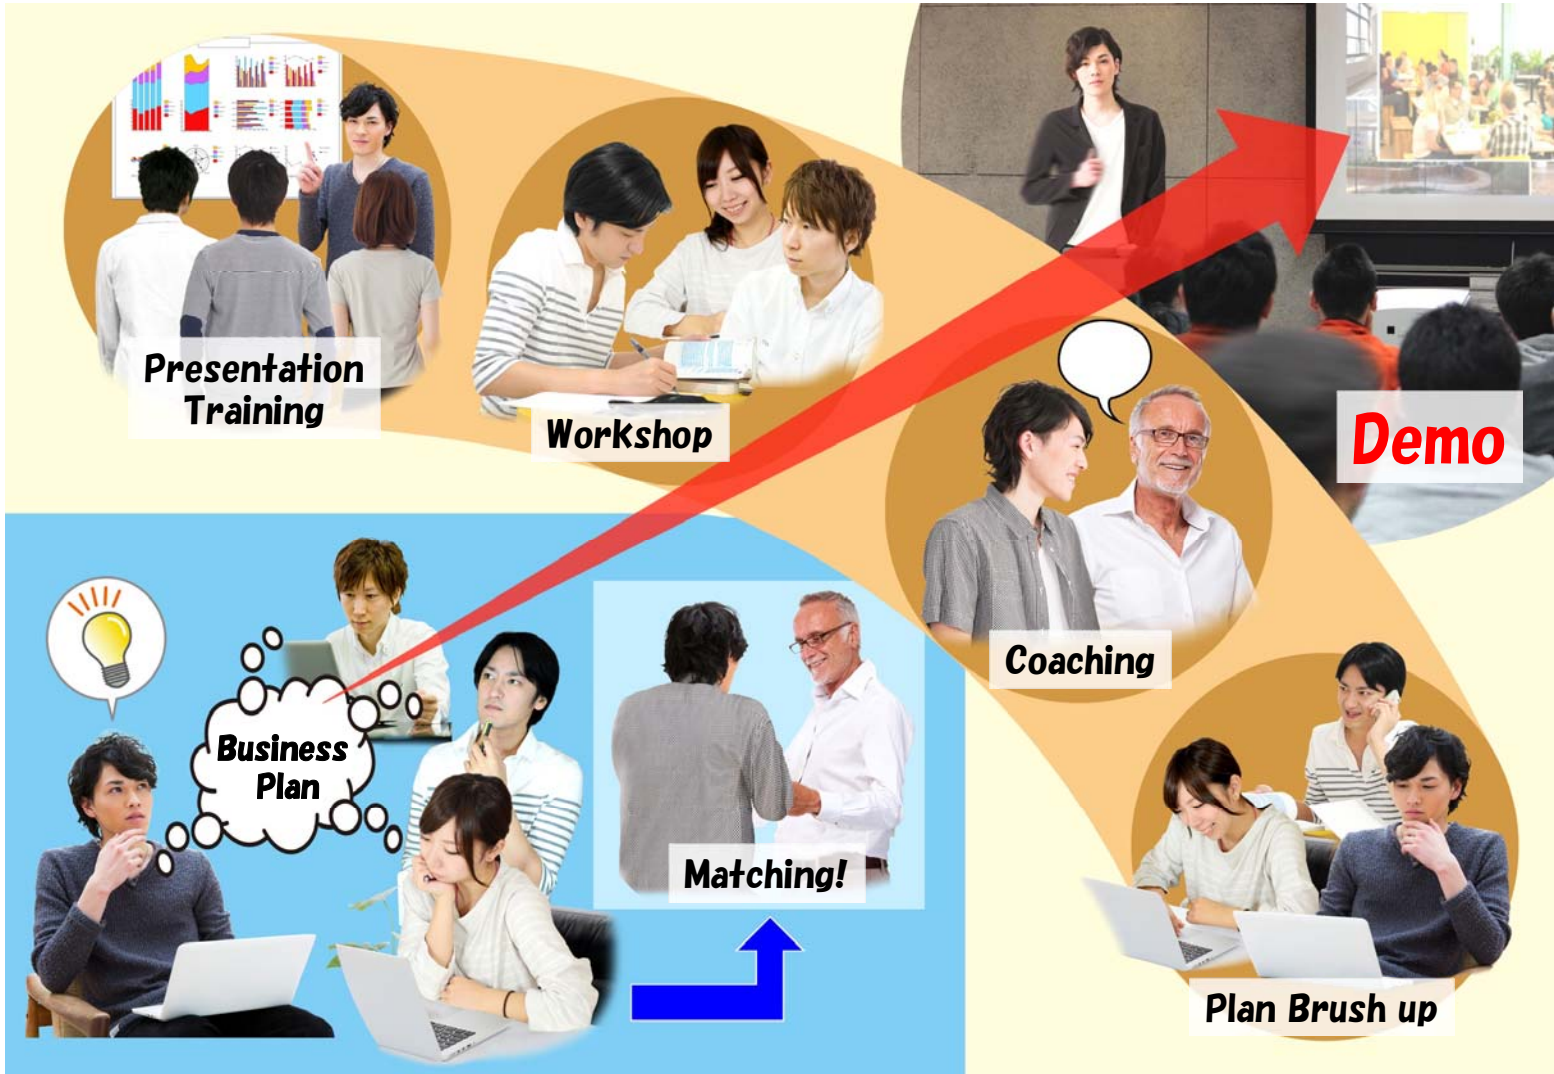 Presentation
Training
Workshop
Demo
Coaching
Business
Plan
Matching!
Plan Brush up